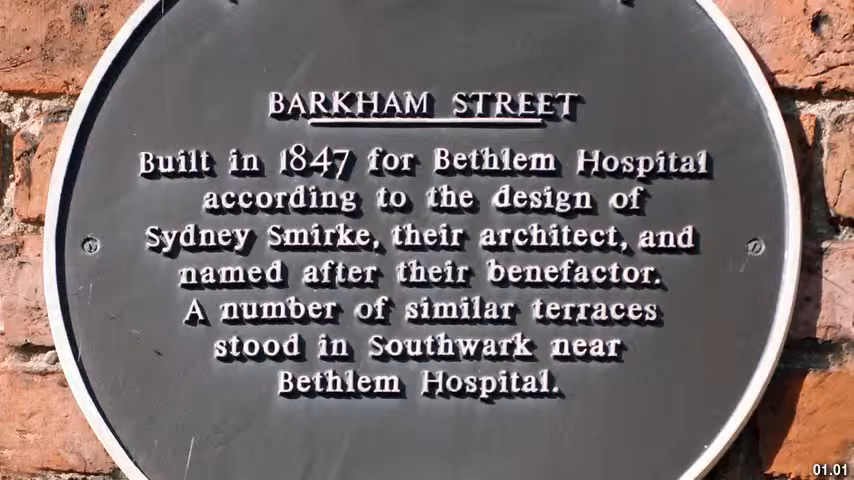 BARKHAM STREET
Built in 1847 for Bethlem Hospital
according to the design of
Sydney Smirke, their architect, and
named after their benefactor.
A number of similar terraces
stood in Southwark near
Bethlem Hospital.
01.01